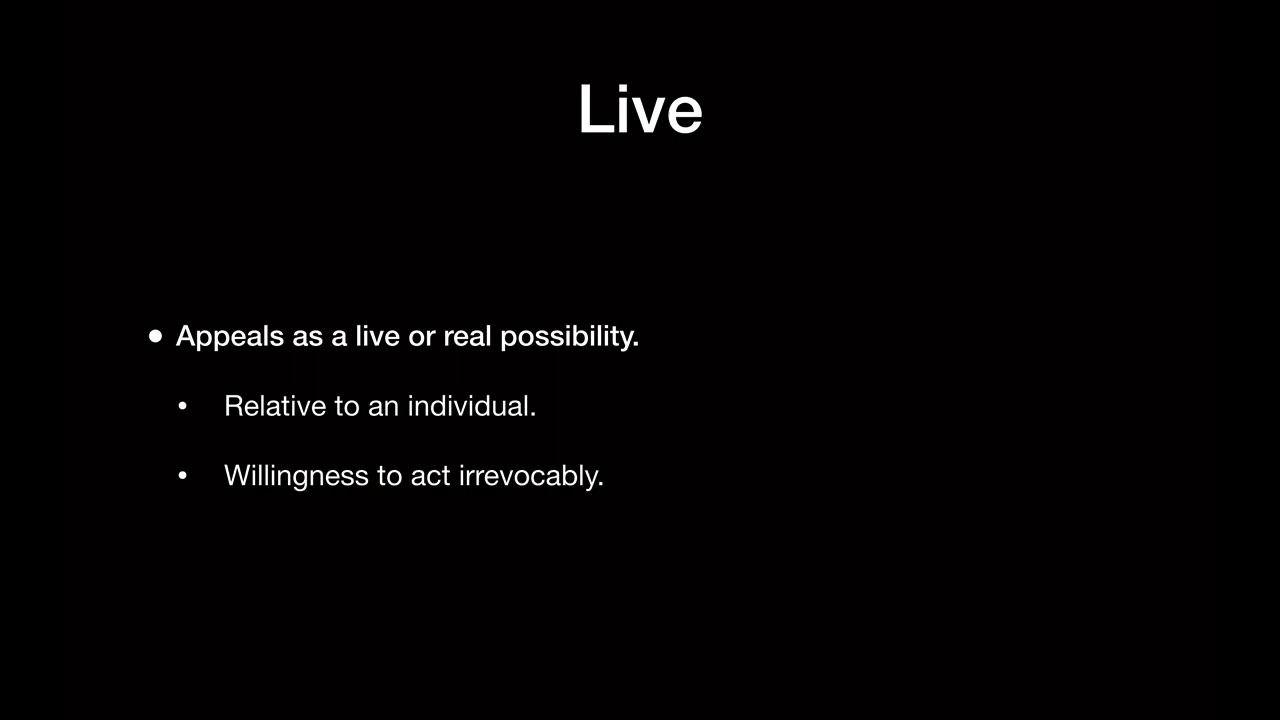 Live
• Appeals as a live or real possibility.
• Relative to an individual.
• Willingness to act irrevocably.